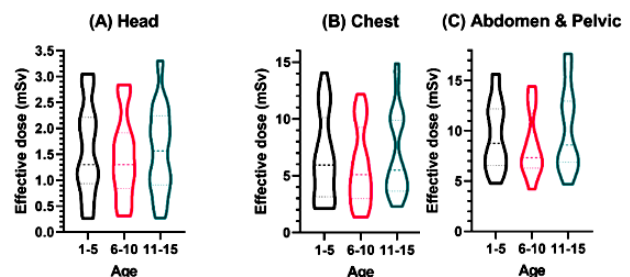 (A) Head
Effective dose (mSv)
3.5
3.0
2.5
2.0
1.5
1.0
0.5
0.0
1-5 6-10 11-15
Age
(B) Chest
Effective dose (mSv)
15
10
5
0
1-5 6-10 11-15
Age
(C) Abdomen & Pelvic
Effective dose (mSv)
15
10
5
0
1-5 6-10 11-15
Age